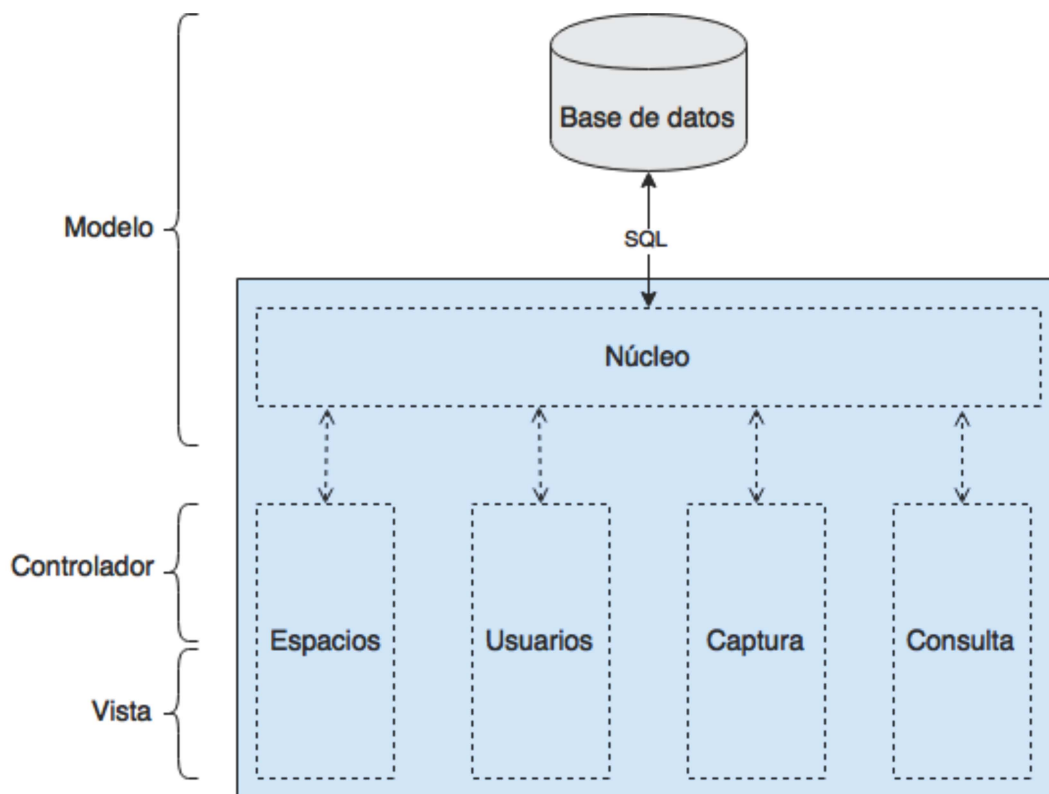 Base de datos
Modelo
SQL
Núcleo
Controlador
Espacios
Usuarios
Captura
Consulta
Vista